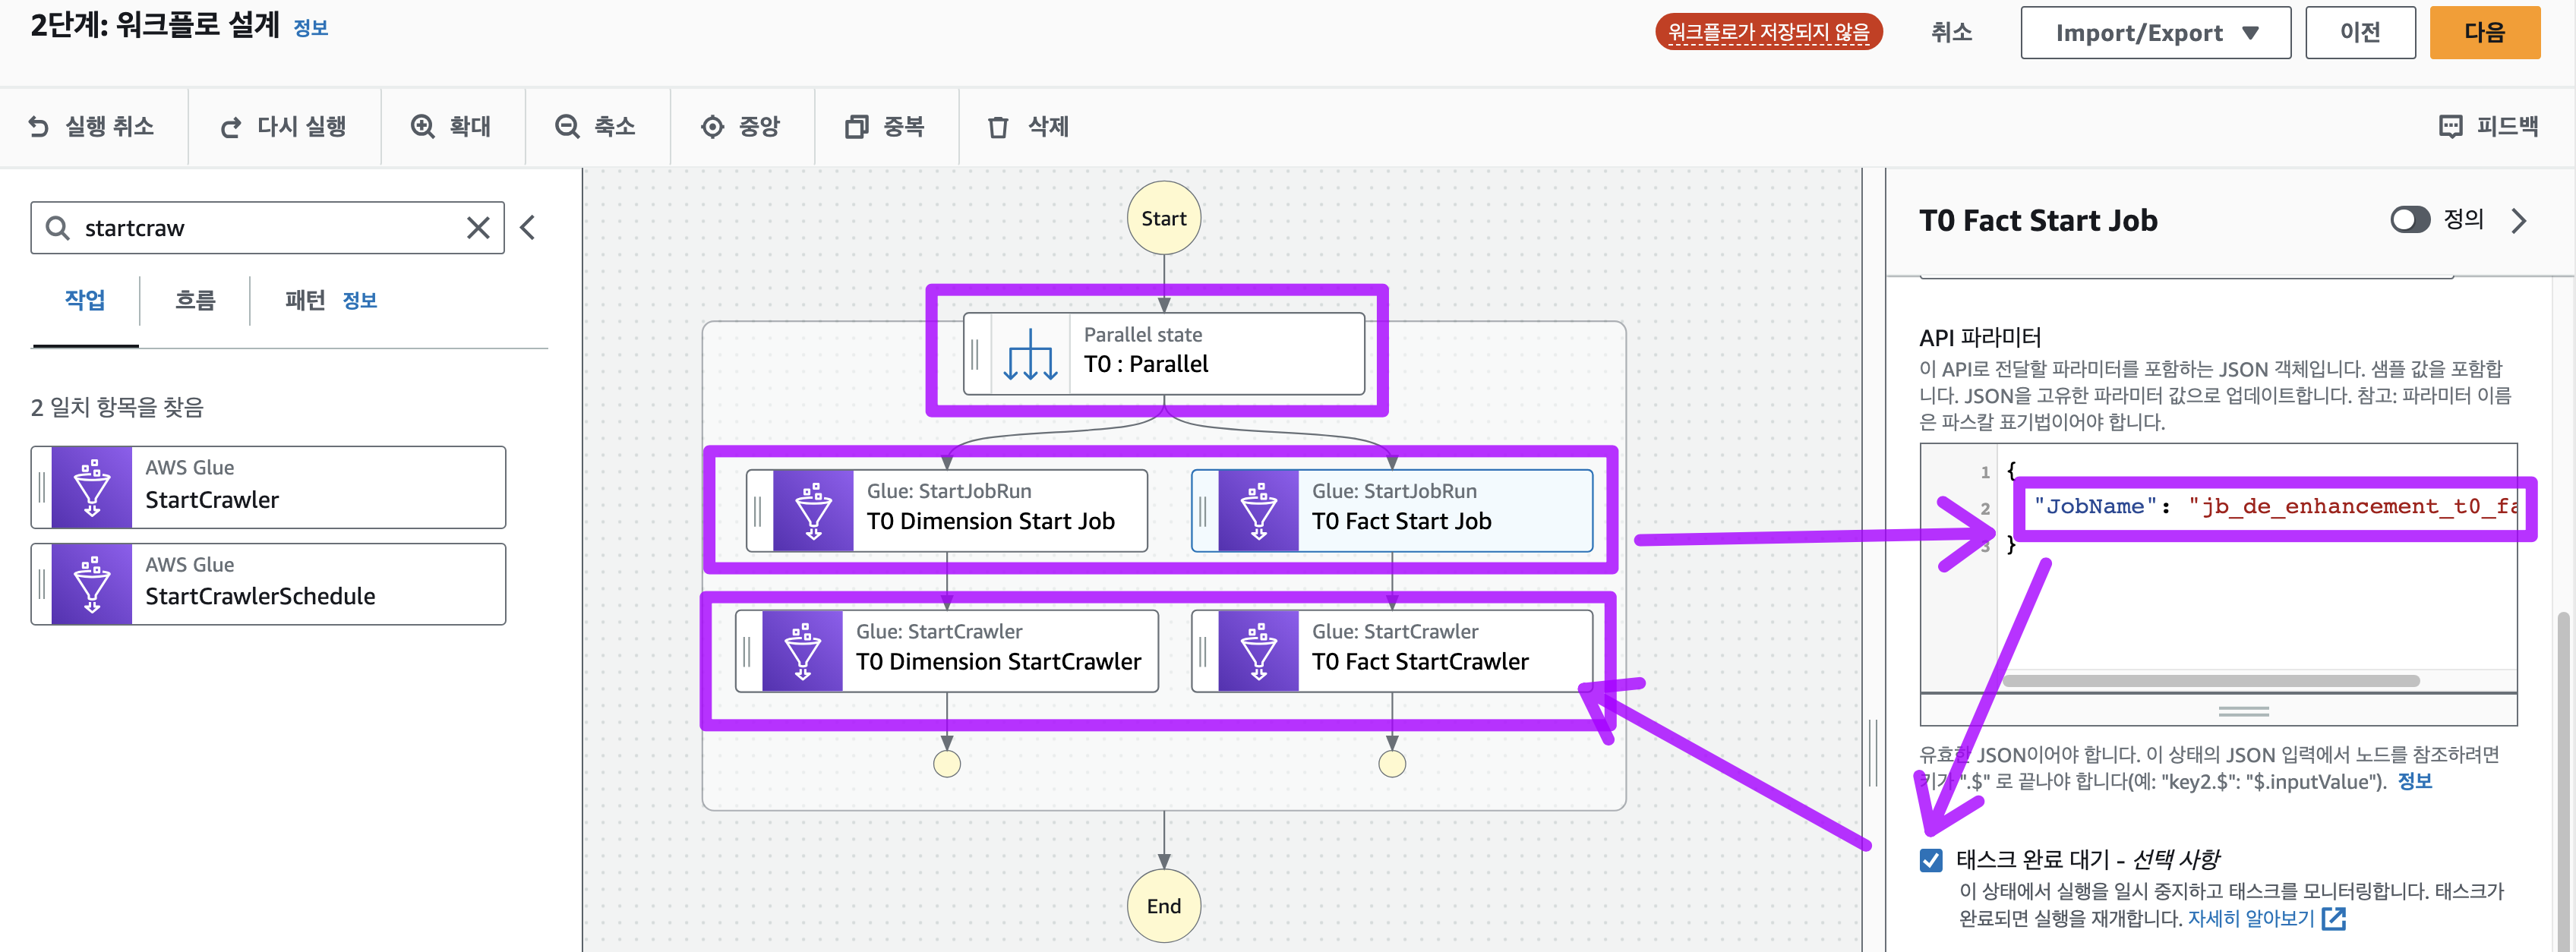 2단계: 워크플로 설계 정보
워크플로가 저장되지 않음
취소
Import/Export
이전
다음
실행 취소
다시 실행
확대
축소
중앙
중복
삭제
피드백
startcraw
작업
흐름
패턴 정보
2 일치 항목을 찾음
AWS Glue
StartCrawler
AWS Glue
StartCrawlerSchedule
Start
Parallel state
T0 : Parallel
Glue: StartJobRun
T0 Dimension Start Job
Glue: StartJobRun
T0 Fact Start Job
Glue: StartCrawler
T0 Dimension StartCrawler
Glue: StartCrawler
T0 Fact StartCrawler
End
T0 Fact Start Job
정의
API 파라미터
이 API로 전달할 파라미터를 포함하는 JSON 객체입니다. 샘플 값을 포함합
니다. JSON을 고유한 파라미터 값으로 업데이트합니다. 참고: 파라미터 이름
은 파스칼 표기법이어야 합니다.
1 {
2 "JobName": "jb_de_enhancement_t0_fa
3 }
유효한 JSON이어야 합니다. 이 상태의 JSON 입력에서 노드를 참조하려면
키가 ".$" 로 끝나야 합니다(예: "key2.$": "$.inputValue"). 정보
태스크 완료 대기 - 선택 사항
이 상태에서 실행을 일시 중지하고 태스크를 모니터링합니다. 태스크가
완료되면 실행을 재개합니다. 자세히 알아보기